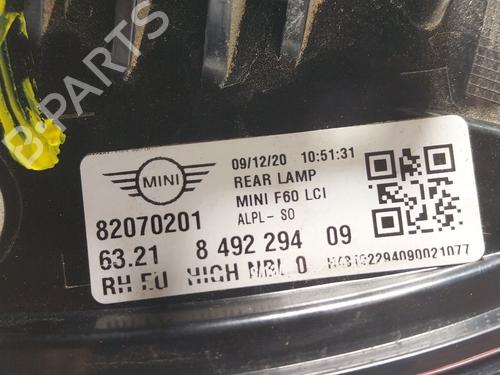 B-PARTS
MINI
09/12/20 10:51:31
REAR LAMP
MINI F60 LCI
ALPL- SO
82070201
63.21 8 492 294 09
RH EU HIGH NBL 0